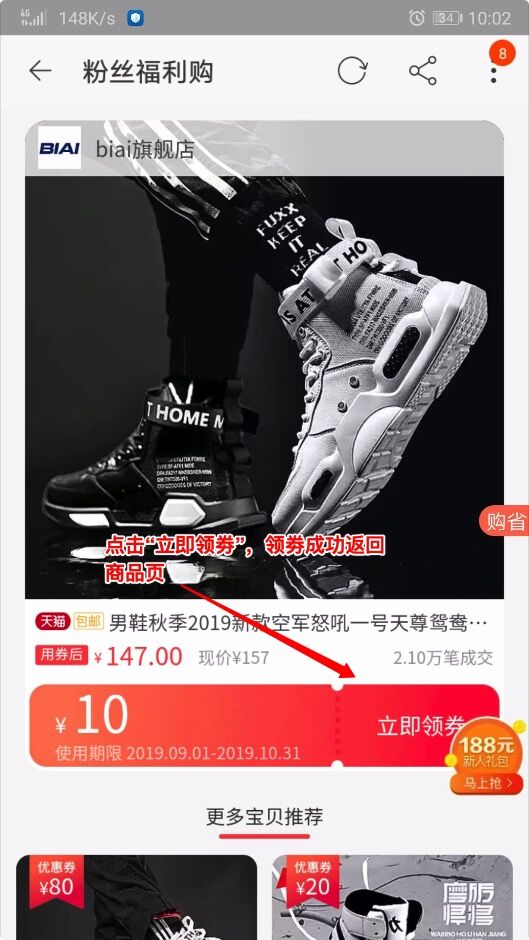 4G 148K/s 34 10:02
粉丝福利购
8
BIAI biai旗舰店
FUXX
KEEP
IT
REAL
IS AT HO
T HOME M
购省
点击“立即领券”，领券成功返回
商品页
天猫 包邮 男鞋秋季2019新款空军怒吼一号天尊鸳鸯…
用券后 ¥147.00 现价¥157 2.10万笔成交
¥10 立即领券
使用期限 2019.09.01-2019.10.31
188元
新人礼包
马上抢 >
更多宝贝推荐
优惠券
¥80
优惠券
¥20
WARRIO MO LI HAN JIANG